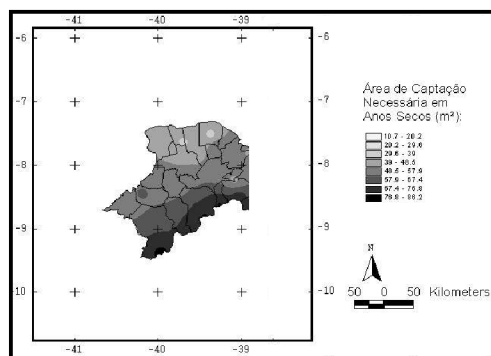 -41 -40 -39
-6 -6
-7 -7
-8 -8
-9 -9
-10 -10
-41 -40 -39
Área de Captação
Necessária em
Anos Secos (m²):
10.7 - 20.2
20.2 - 29.6
29.6 - 39
39 - 48.5
48.5 - 57.9
57.9 - 67.4
67.4 - 76.8
76.8 - 86.2
N
50 0 50 Kilometers